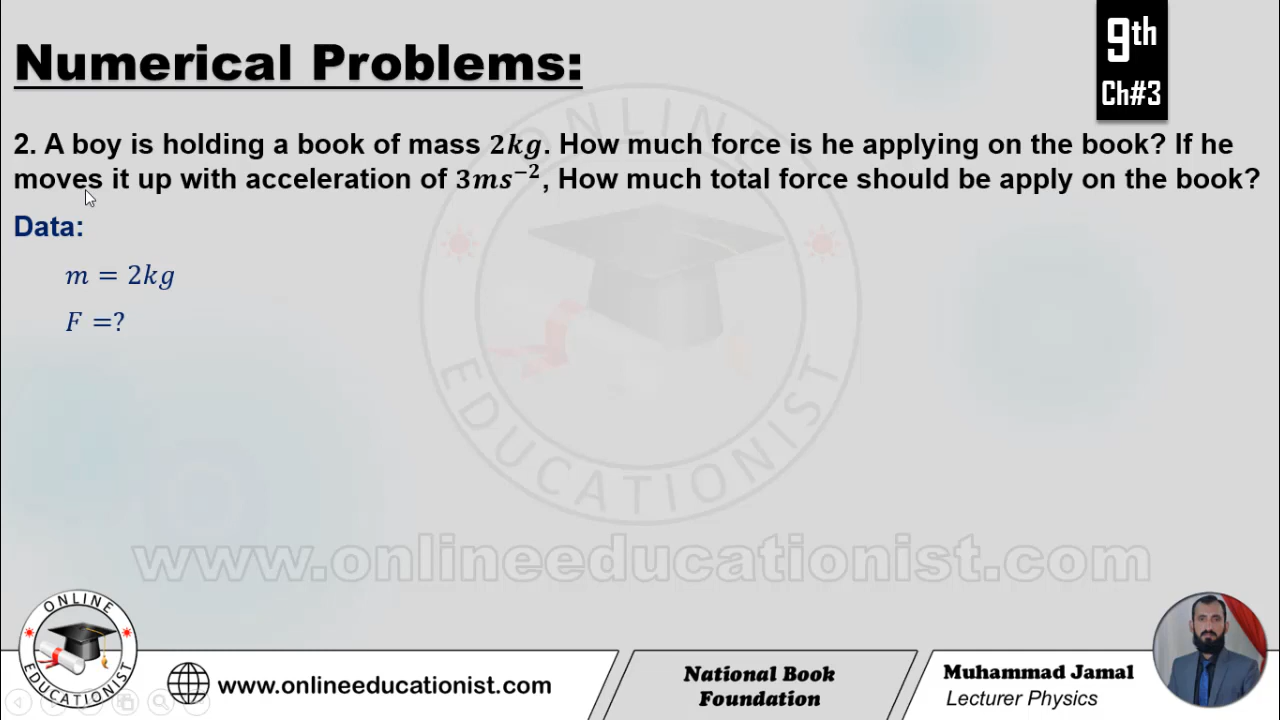 Numerical Problems:
9th
Ch#3
2. A boy is holding a book of mass 2kg. How much force is he applying on the book? If he
moves it up with acceleration of 3ms⁻², How much total force should be apply on the book?
Data:
m = 2kg
F =?
ONLINE
EDUCATIONIST
www.onlineeducationist.com
ONLINE
EDUCATIONIST
www.onlineeducationist.com
National Book
Foundation
Muhammad Jamal
Lecturer Physics